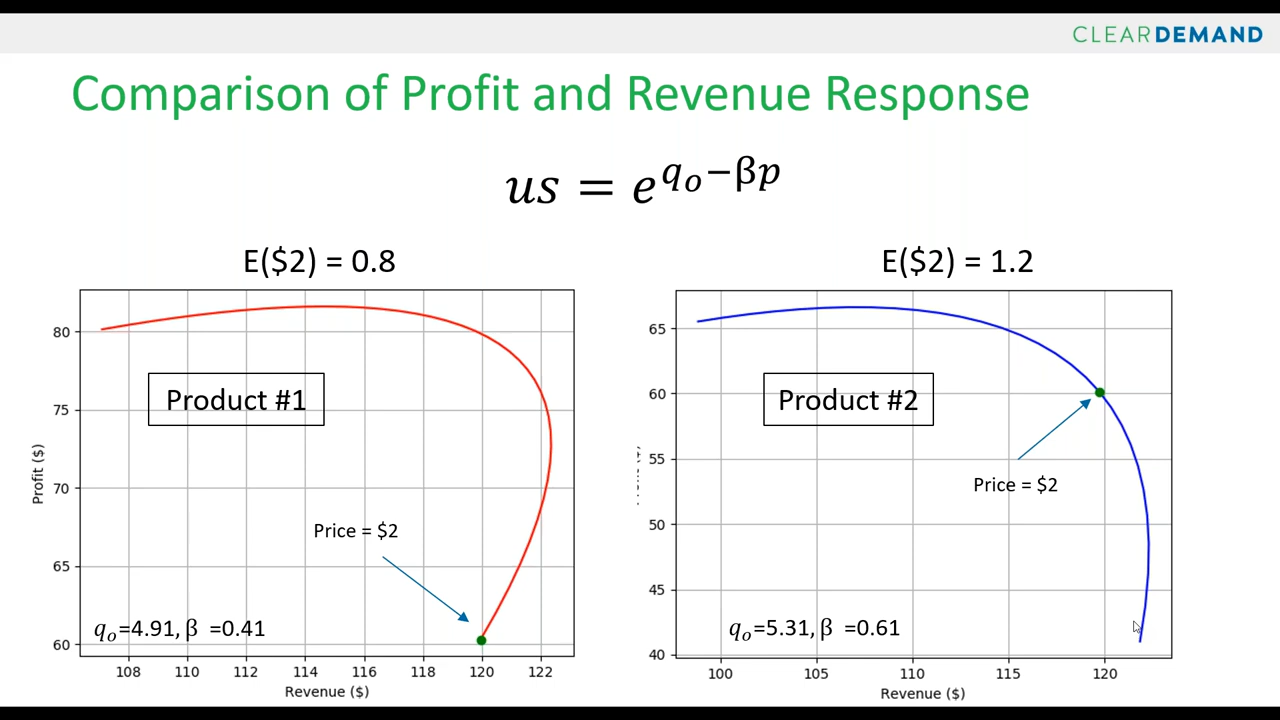 CLEARDEMAND
Comparison of Profit and Revenue Response
us = e^{q_o−βp}
E($2) = 0.8
E($2) = 1.2
80
75
70
65
60
Profit ($)
Product #1
Price = $2
q_o=4.91, β =0.41
108 110 112 114 116 118 120 122
Revenue ($)
65
60
55
50
45
40
Product #2
Price = $2
q_o=5.31, β =0.61
100 105 110 115 120
Revenue ($)